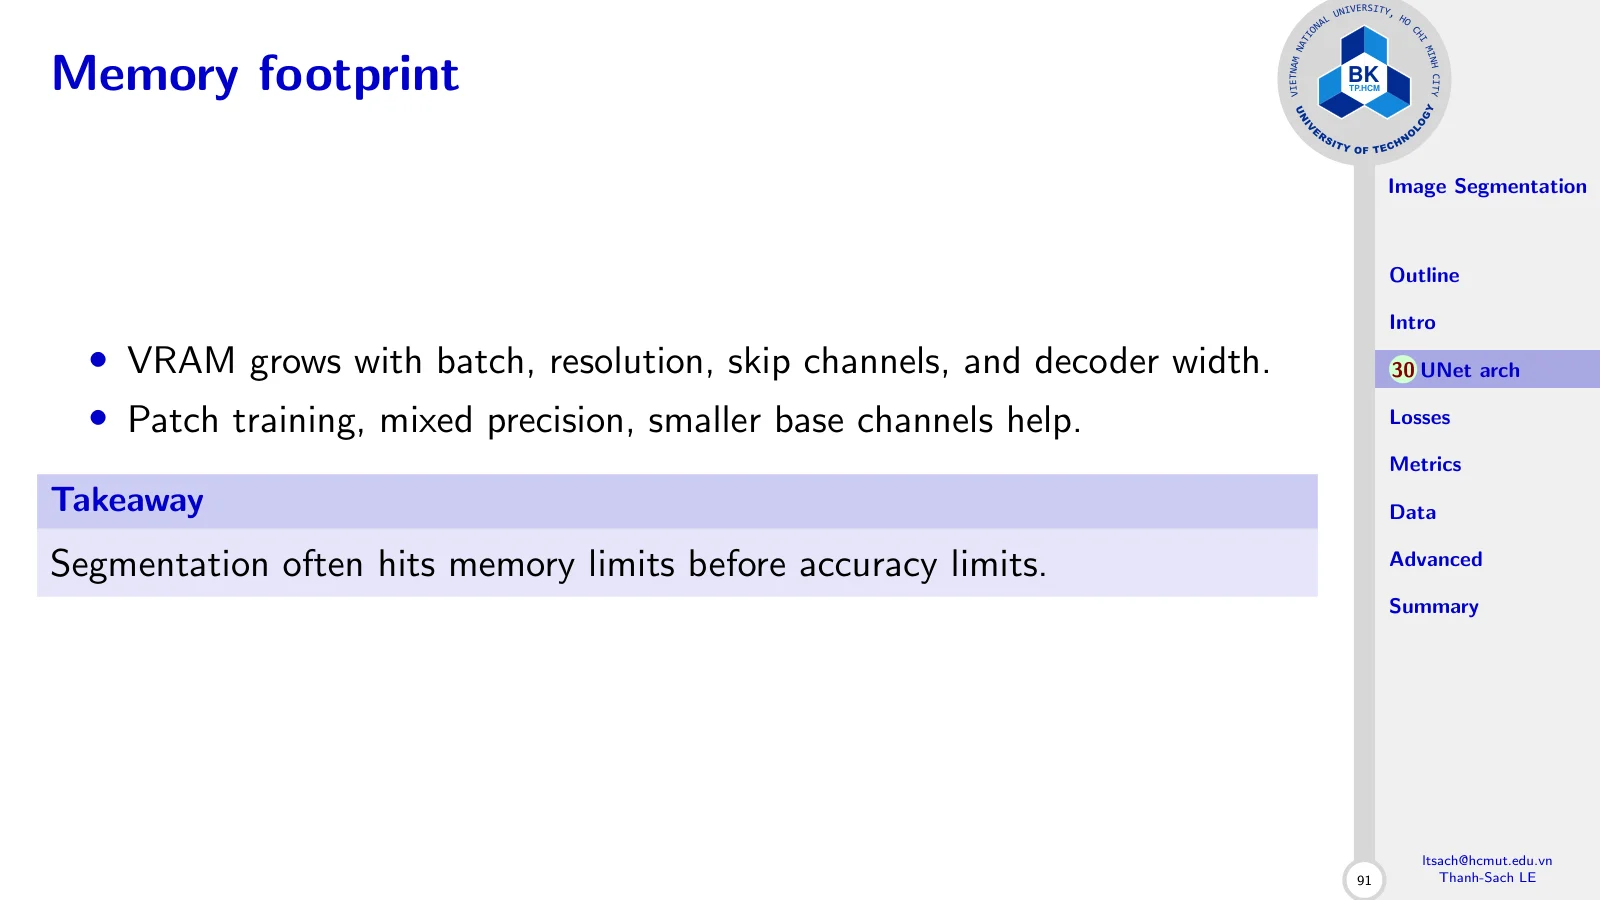 Memory footprint
VIETNAM NATIONAL UNIVERSITY, HO CHI MINH CITY
BK
TP.HCM
UNIVERSITY OF TECHNOLOGY
• VRAM grows with batch, resolution, skip channels, and decoder width.
• Patch training, mixed precision, smaller base channels help.
Takeaway
Segmentation often hits memory limits before accuracy limits.
Image Segmentation
Outline
Intro
30 UNet arch
Losses
Metrics
Data
Advanced
Summary
ltsach@hcmut.edu.vn
Thanh-Sach LE
91